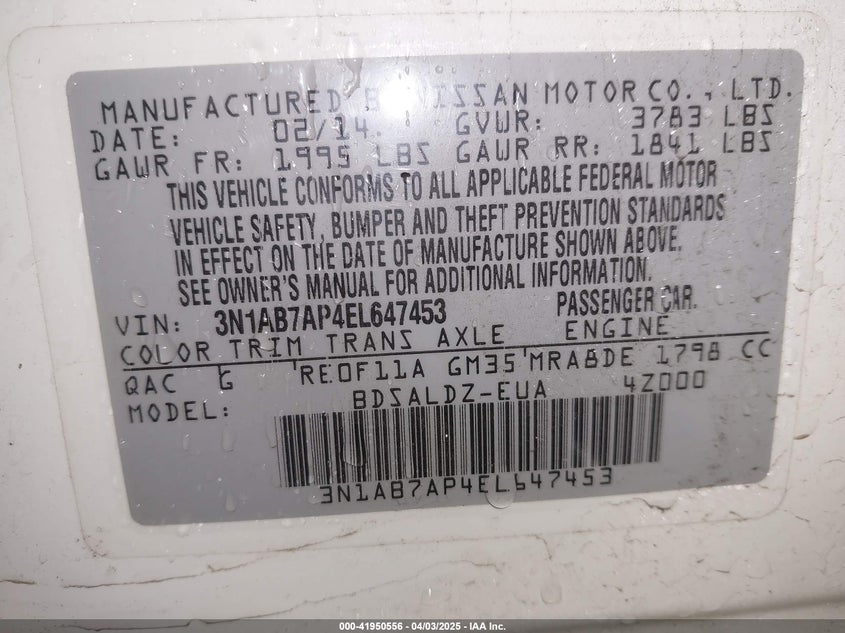 MANUFACTURED BY NISSAN MOTOR CO., LTD.
DATE: 02/14 GVWR: 3783 LBS
GAWR FR: 1995 LBS GAWR RR: 1841 LBS
THIS VEHICLE CONFORMS TO ALL APPLICABLE FEDERAL MOTOR
VEHICLE SAFETY, BUMPER AND THEFT PREVENTION STANDARDS
IN EFFECT ON THE DATE OF MANUFACTURE SHOWN ABOVE.
SEE OWNER'S MANUAL FOR ADDITIONAL INFORMATION.
VIN: 3N1AB7AP4EL647453 PASSENGER CAR.
COLOR TRIM TRANS AXLE ENGINE
QAC G RE0F11A GM35 MRA8DE 1798 CC
MODEL: BDSALDZ-EUA 4Z000
3N1AB7AP4EL647453
000-41950556 - 04/03/2025 - IAA Inc.